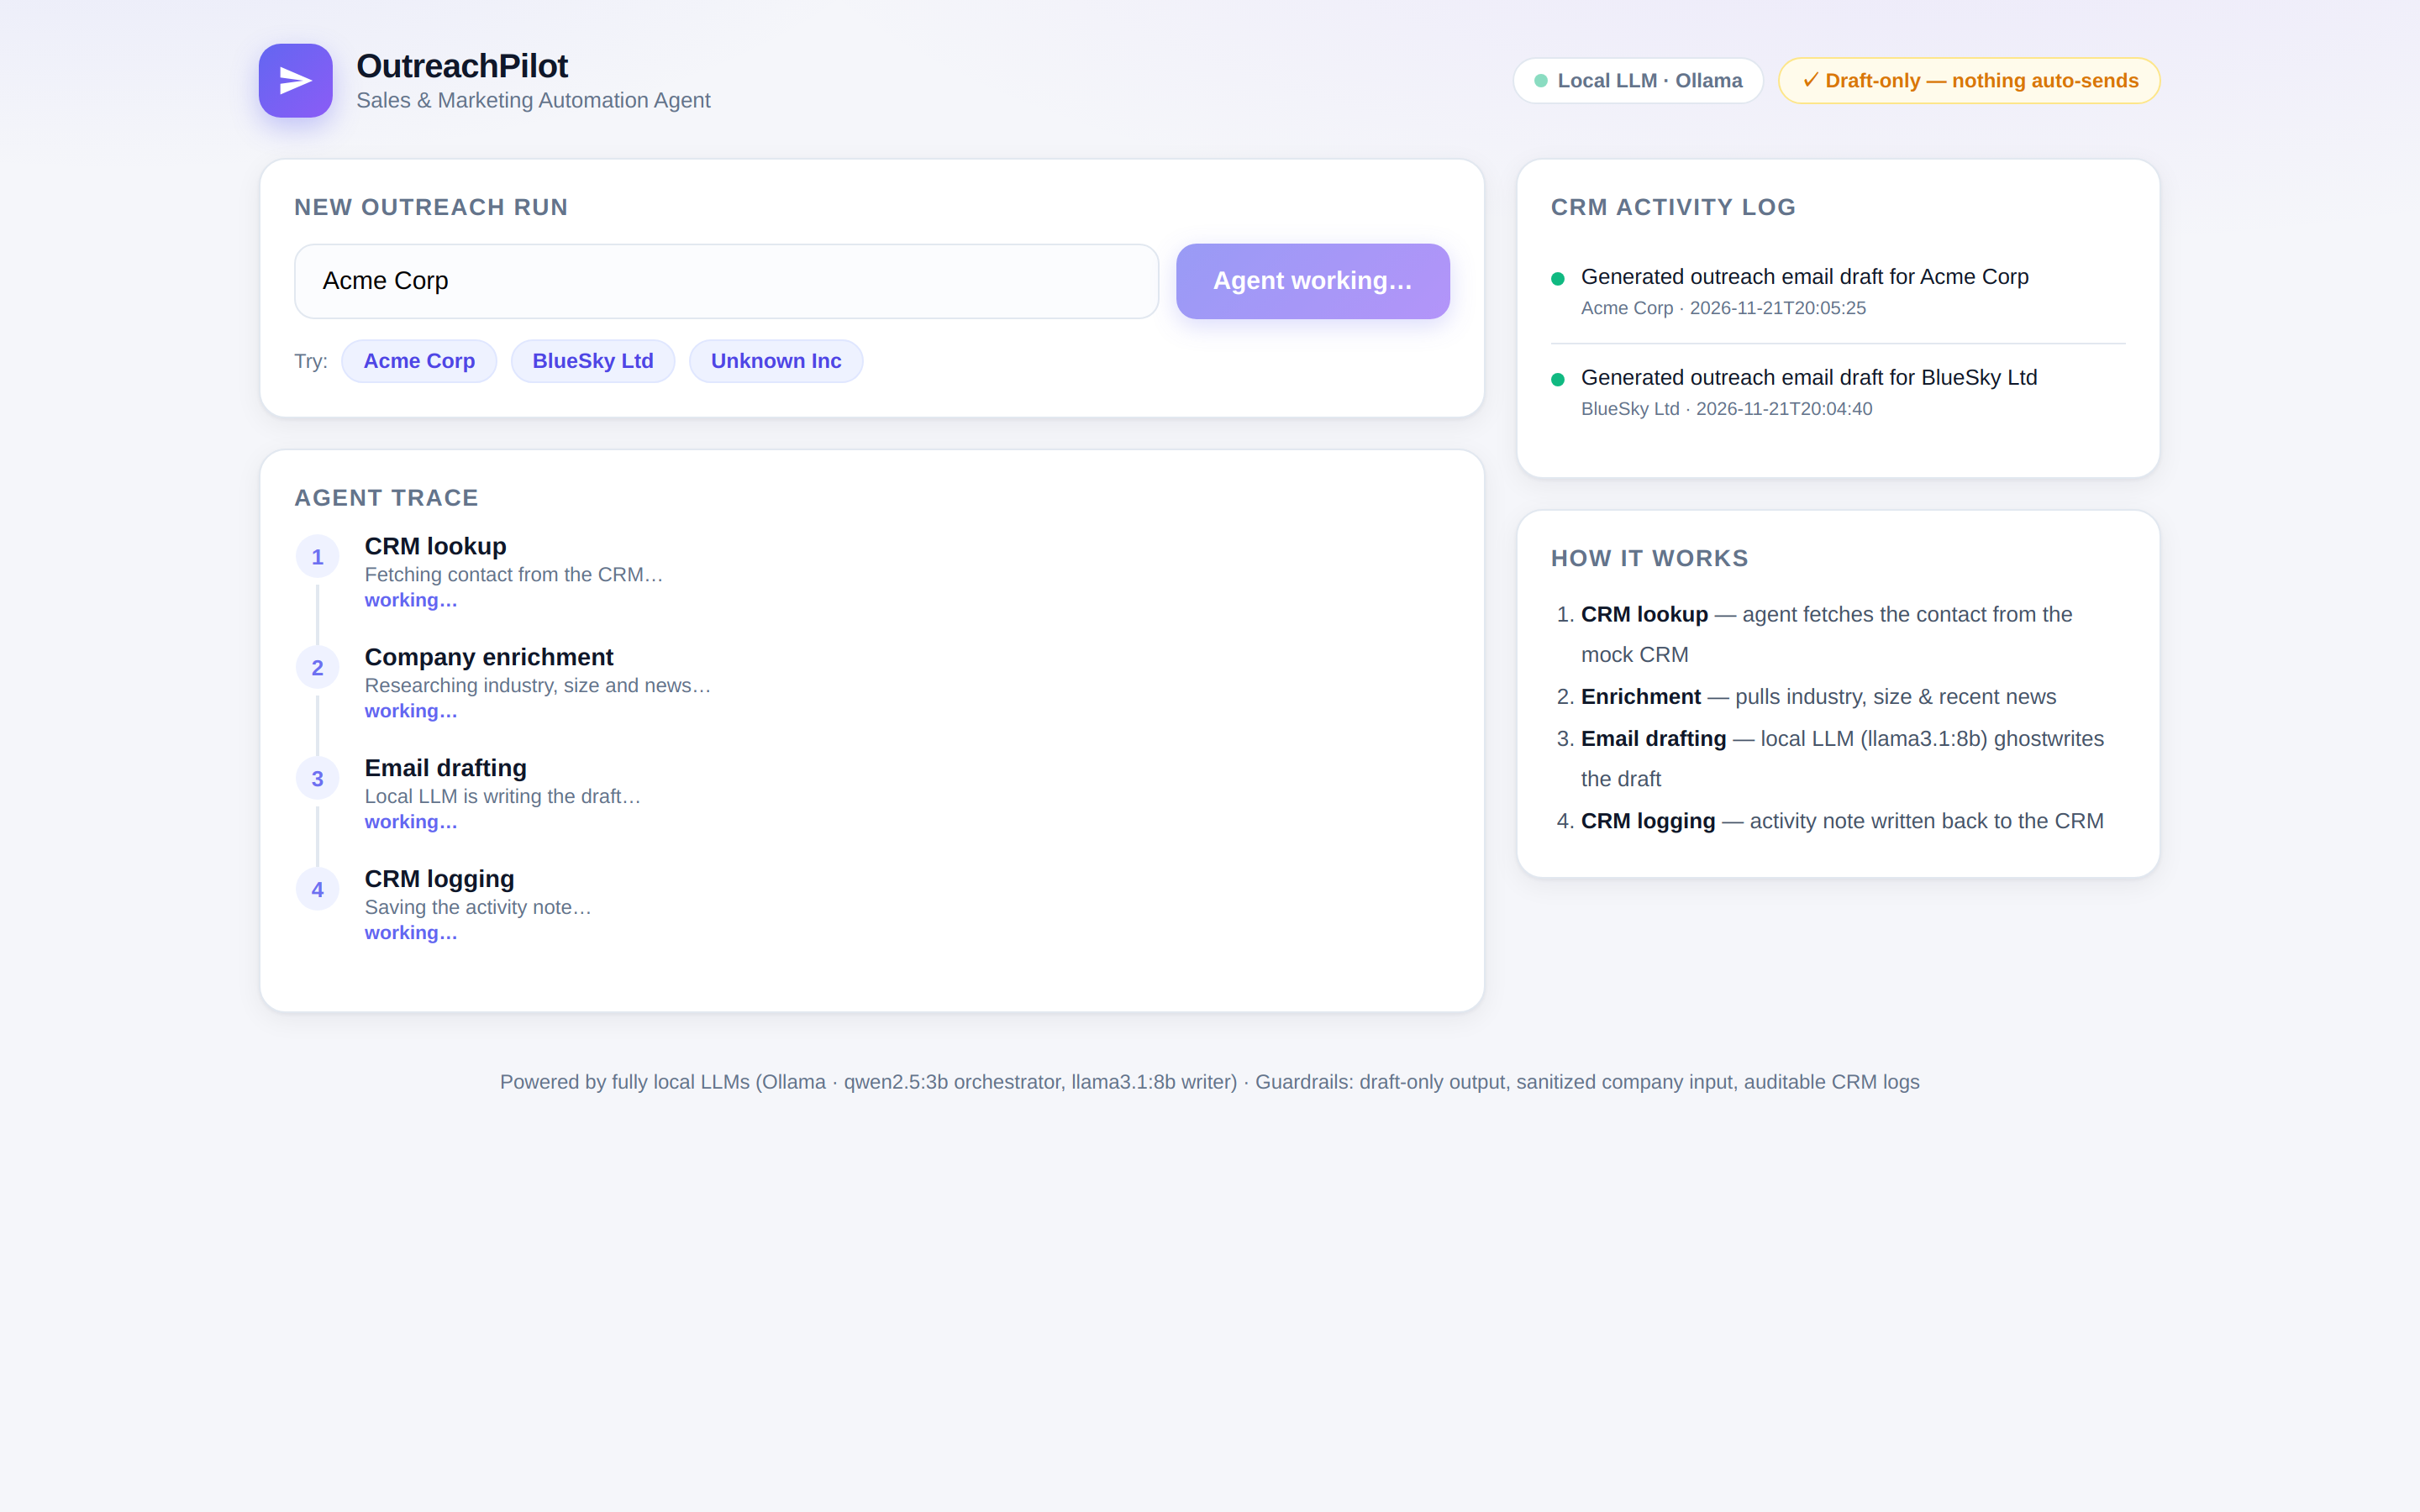 OutreachPilot
Sales & Marketing Automation Agent
Local LLM · Ollama
✓ Draft-only — nothing auto-sends
NEW OUTREACH RUN
Acme Corp
Agent working…
Try:
Acme Corp
BlueSky Ltd
Unknown Inc
AGENT TRACE
1
CRM lookup
Fetching contact from the CRM…
working…
2
Company enrichment
Researching industry, size and news…
working…
3
Email drafting
Local LLM is writing the draft…
working…
4
CRM logging
Saving the activity note…
working…
CRM ACTIVITY LOG
Generated outreach email draft for Acme Corp
Acme Corp · 2026-11-21T20:05:25
Generated outreach email draft for BlueSky Ltd
BlueSky Ltd · 2026-11-21T20:04:40
HOW IT WORKS
1. CRM lookup — agent fetches the contact from the
mock CRM
2. Enrichment — pulls industry, size & recent news
3. Email drafting — local LLM (llama3.1:8b) ghostwrites
the draft
4. CRM logging — activity note written back to the CRM
Powered by fully local LLMs (Ollama · qwen2.5:3b orchestrator, llama3.1:8b writer) · Guardrails: draft-only output, sanitized company input, auditable CRM logs